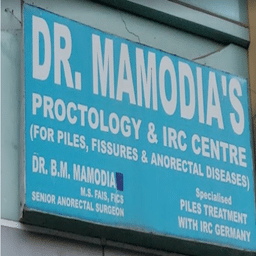 DR. MAMODIA'S
PROCTOLOGY & IRC CENTRE
(FOR PILES, FISSURES & ANORECTAL DISEASES)
DR. B.M. MAMODIA
M.S. FAIS, FICS
SENIOR ANORECTAL SURGEON
Specialised
PILES TREATMENT
WITH IRC GERMANY